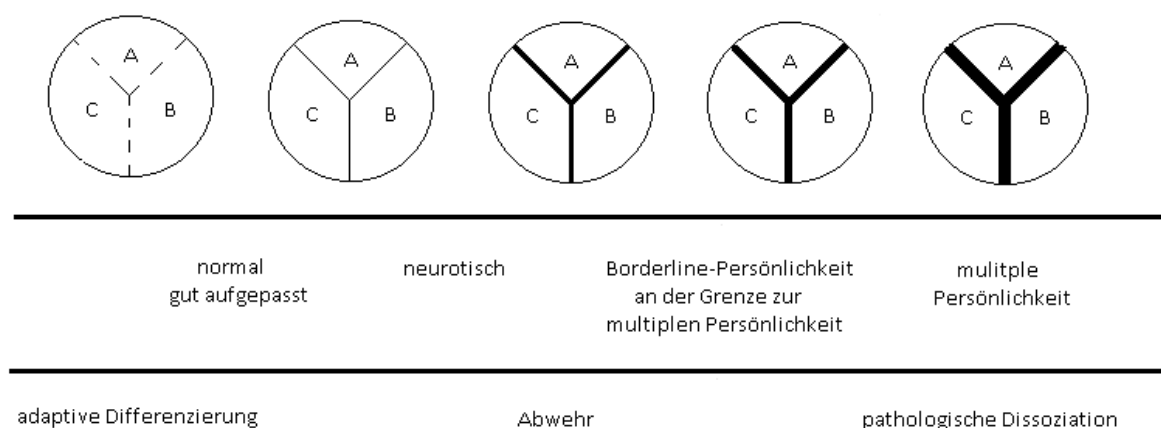 A
C B
A
C B
A
C B
A
C B
A
C B
normal
gut aufgepasst
neurotisch
Borderline-Persönlichkeit
an der Grenze zur
multiplen Persönlichkeit
mulitple
Persönlichkeit
adaptive Differenzierung
Abwehr
pathologische Dissoziation